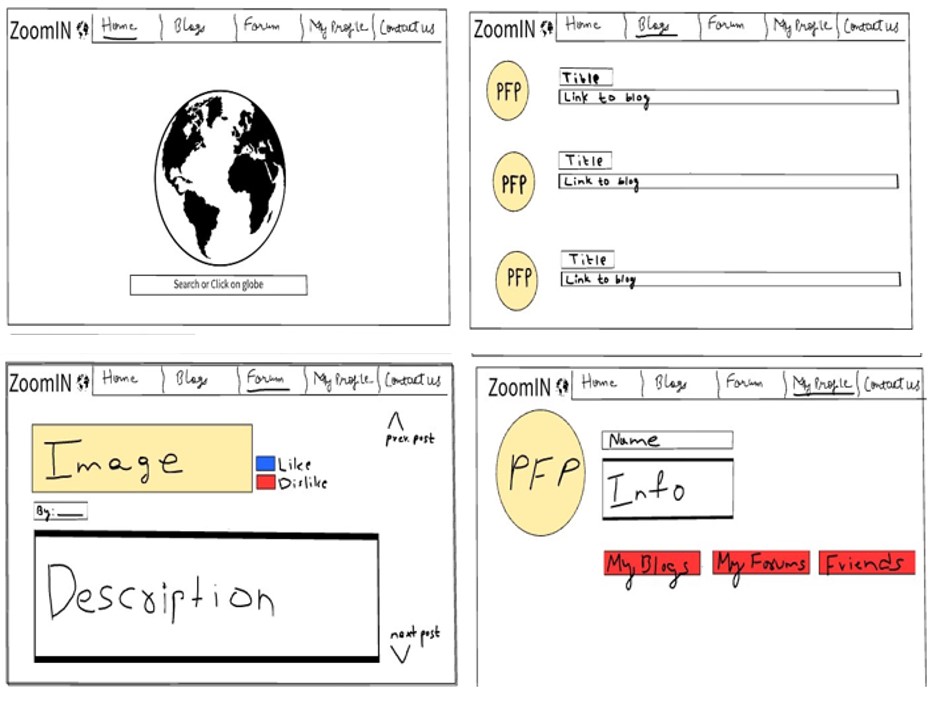 ZoomIN Home Blogs Forum My Profile Contact us
Search or Click on globe
ZoomIN Home Blogs Forum My Profile Contact us
PFP
Title
Link to blog
PFP
Title
Link to blog
PFP
Title
Link to blog
ZoomIN Home Blogs Forum My Profile Contact us
prev. post
Image
Like
Dislike
By:
Description
next post
ZoomIN Home Blogs Forum My Profile Contact us
PFP
Name
Info
My Blogs My Forums Friends